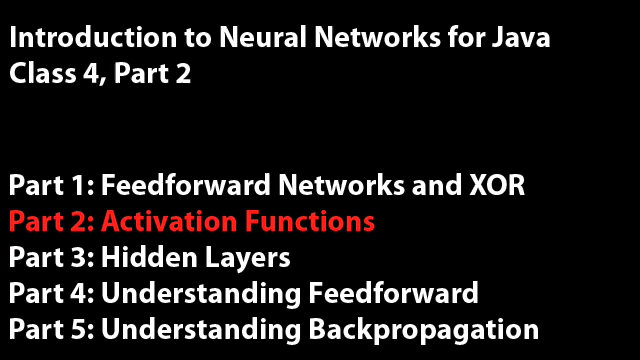 Introduction to Neural Networks for Java
Class 4, Part 2
Part 1: Feedforward Networks and XOR
Part 2: Activation Functions
Part 3: Hidden Layers
Part 4: Understanding Feedforward
Part 5: Understanding Backpropagation